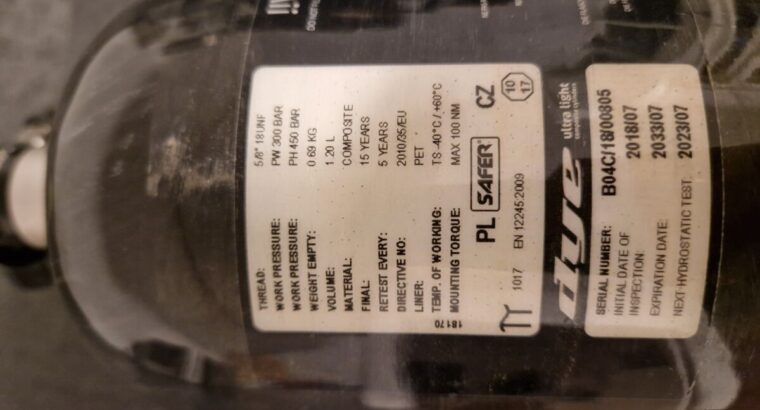 THREAD: 5/8" 18UNF
WORK PRESSURE: PW 300 BAR
WORK PRESSURE: PH 450 BAR
WEIGHT EMPTY: 0.69 KG
VOLUME: 1.20 L
MATERIAL: COMPOSITE
FINAL: 15 YEARS
RETEST EVERY: 5 YEARS
DIRECTIVE NO: 2010/35/EU
LINER: PET
TEMP. OF WORKING: TS -40°C / +60°C
MOUNTING TORQUE: MAX 100 NM
18170
PL SAFER CZ
1017 EN 12245:2009
10
17
dye ultra light
SERIAL NUMBER: B04C/18/00805
INITIAL DATE OF
INSPECTION: 2018/07
EXPIRATION DATE: 2033/07
NEXT HYDROSTATIC TEST: 2023/07